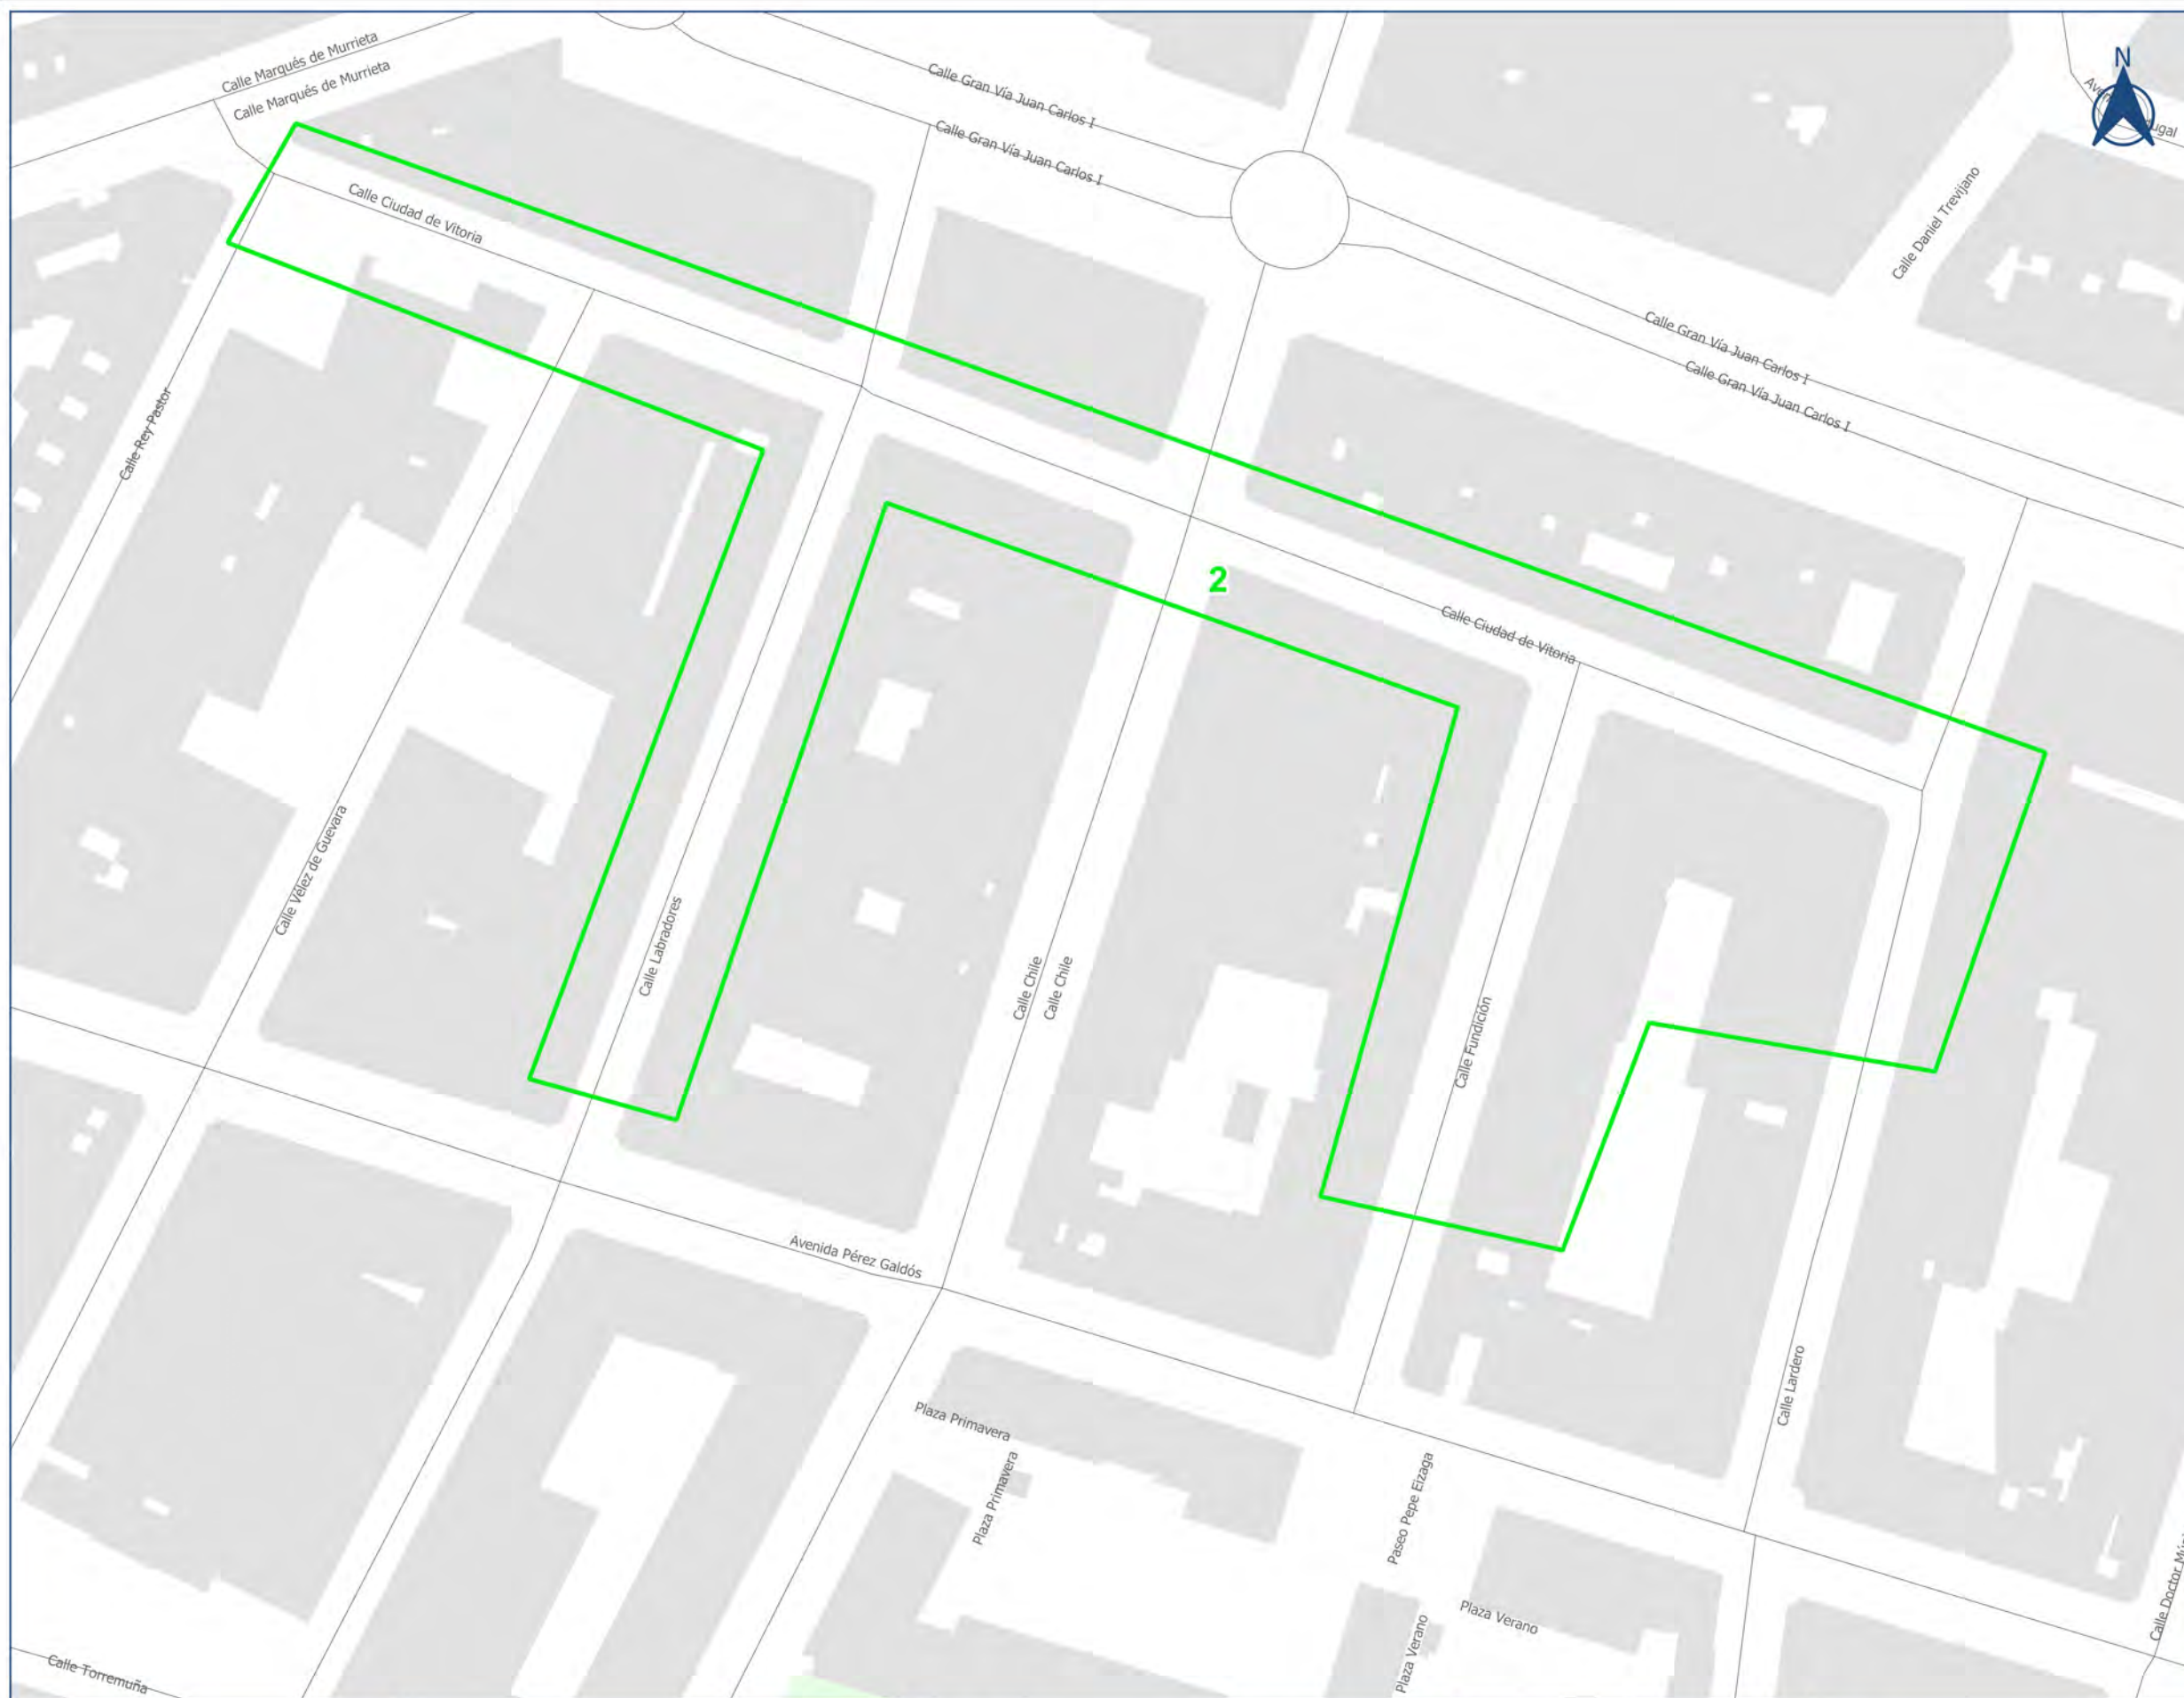 Calle Marqués de Murrieta
Calle Marqués de Murrieta
N
Calle Gran Vía Juan Carlos I
Calle Gran Vía Juan Carlos I
Calle Daniel Trevijano
Calle Ciudad de Vitoria
Calle Gran Vía Juan Carlos I
Calle Gran Vía Juan Carlos I
Calle Rey Pastor
2
Calle Ciudad de Vitoria
Calle Vélez de Guevara
Calle Labradores
Calle Chile
Calle Chile
Calle Fundición
Avenida Pérez Galdós
Calle Lardero
Plaza Primavera
Plaza Primavera
Paseo Pepe Eizaga
Plaza Verano
Plaza Verano
Calle Doctor
Calle Torremuña